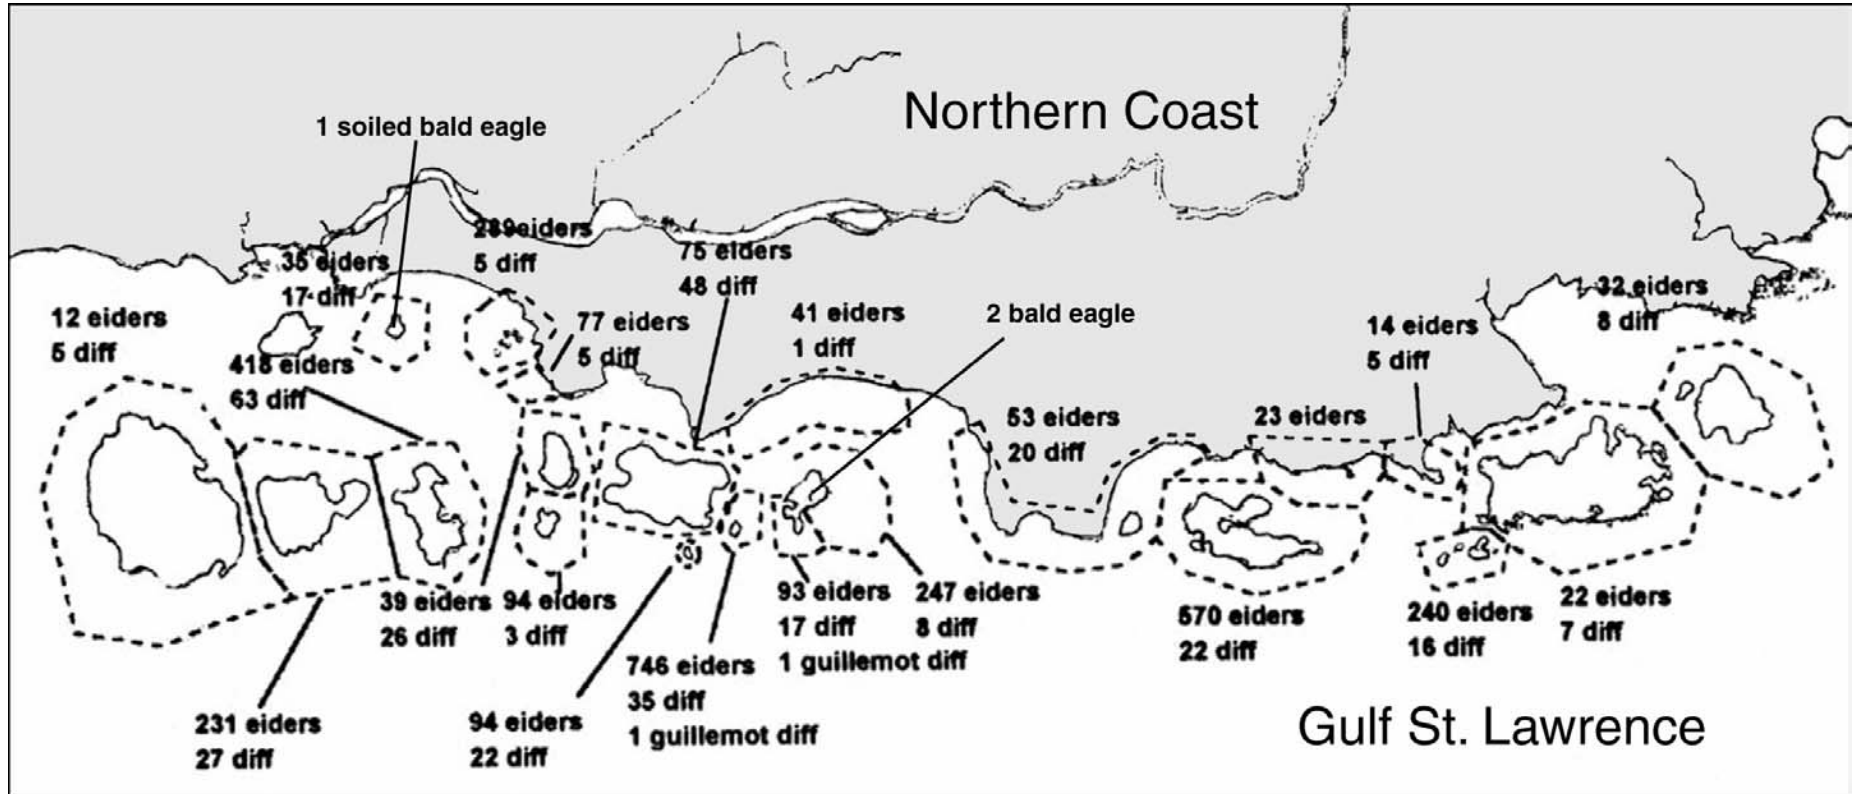 Northern Coast
1 soiled bald eagle
289eiders
5 diff
75 eiders
48 diff
35 eiders
17 diff
32 eiders
8 diff
12 eiders
5 diff
77 eiders
5 diff
41 eiders
1 diff
2 bald eagle
14 eiders
5 diff
418 eiders
63 diff
53 eiders
20 diff
23 eiders
39 eiders
26 diff
94 eiders
3 diff
93 eiders
17 diff
1 guillemot diff
247 eiders
8 diff
570 eiders
22 diff
240 eiders
16 diff
22 eiders
7 diff
746 eiders
35 diff
1 guillemot diff
231 eiders
27 diff
94 eiders
22 diff
Gulf St. Lawrence